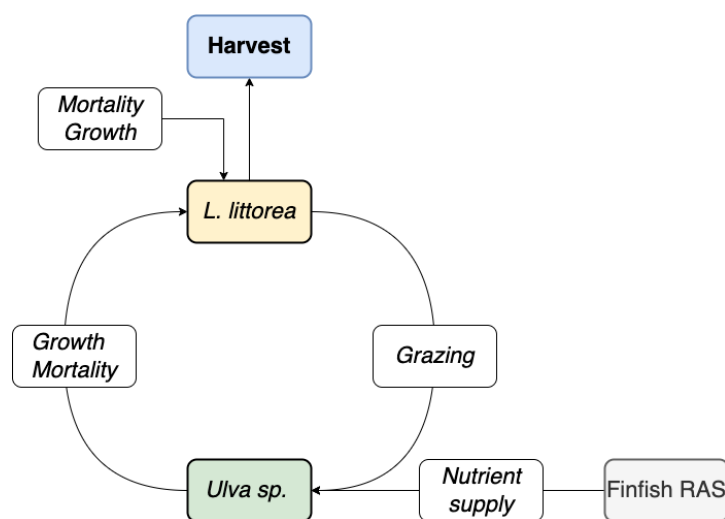 Harvest
Mortality
Growth
L. littorea
Growth
Mortality
Grazing
Ulva sp.
Nutrient
supply
Finfish RAS